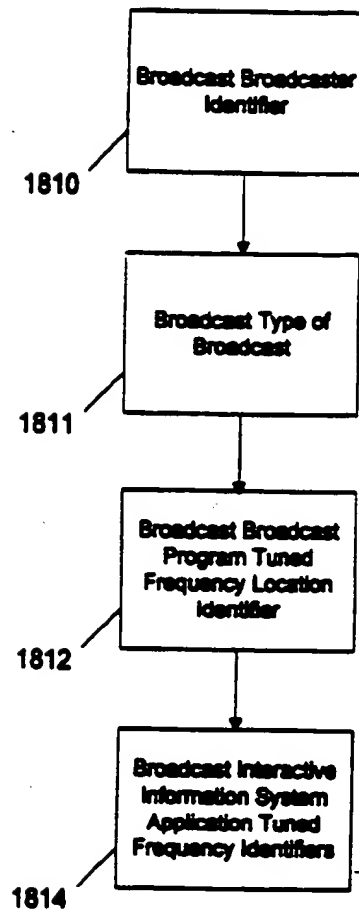 Broadcast Broadcaster
Identifier
1810
Broadcast Type of
Broadcast
1811
Broadcast Broadcast
Program Tuned
Frequency Location
Identifier
1812
Broadcast Interactive
Information System
Application Tuned
Frequency Identifiers
1814